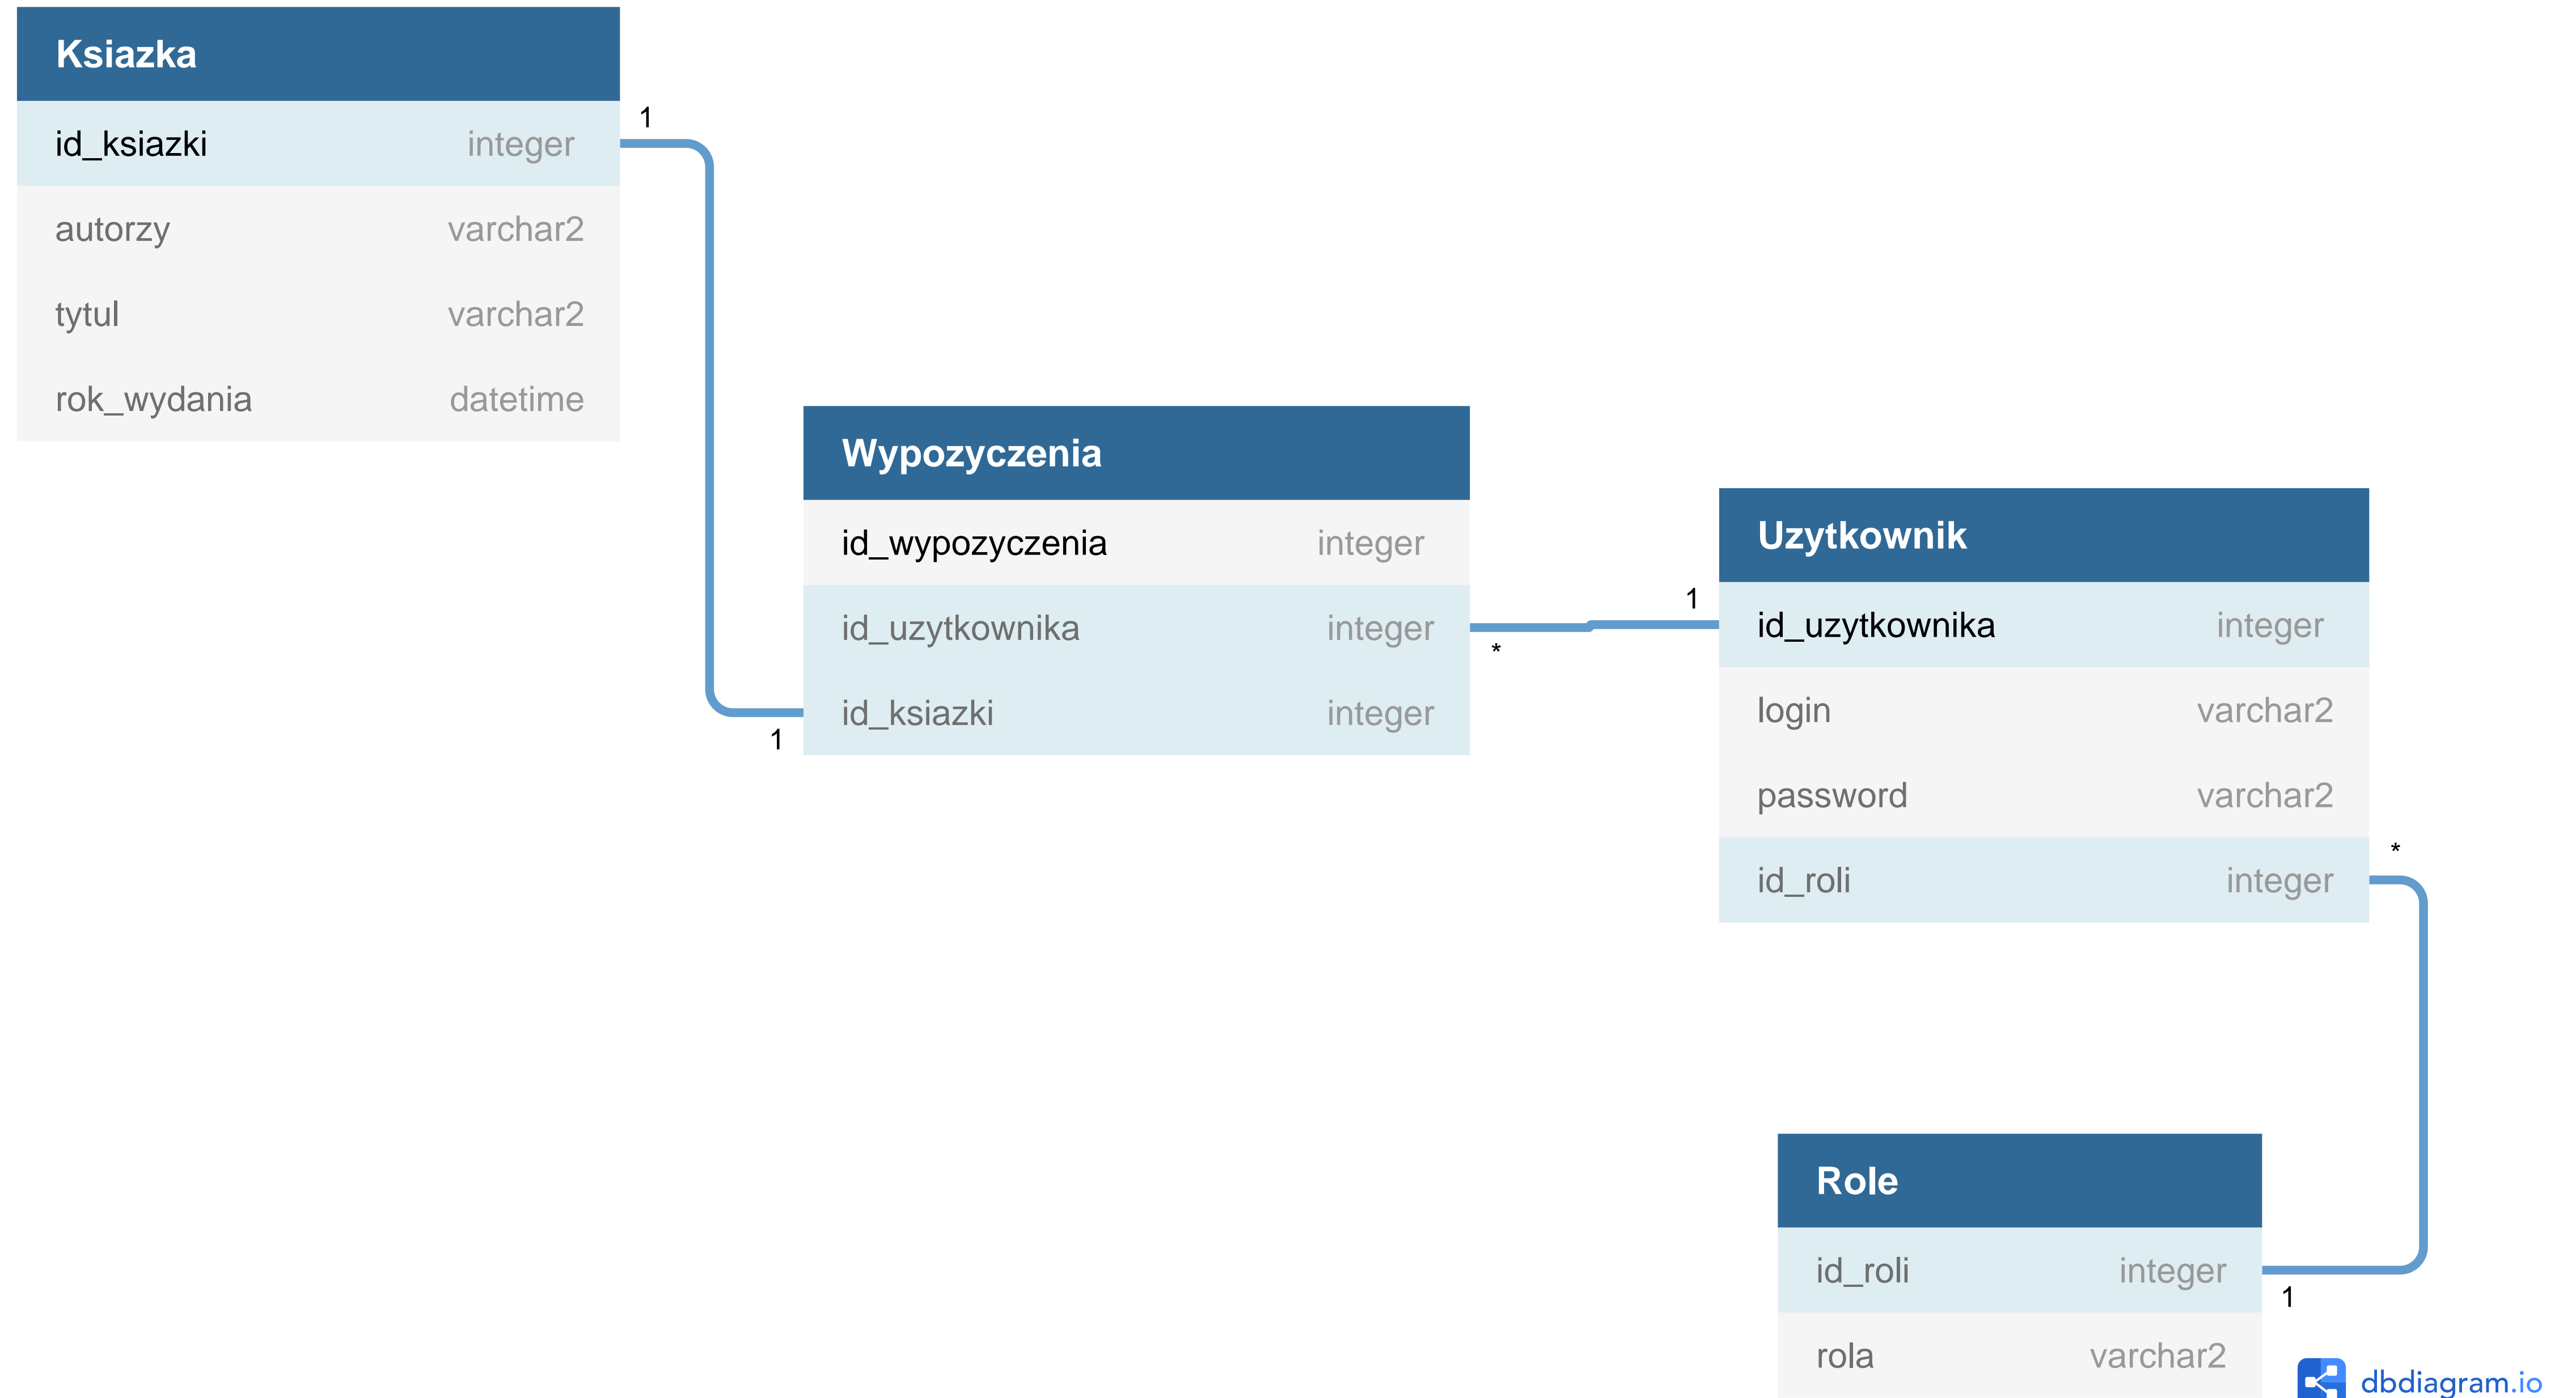 Ksiazka
id_ksiazki integer
autorzy varchar2
tytul varchar2
rok_wydania datetime
1
1
Wypozyczenia
id_wypozyczenia integer
id_uzytkownika integer
id_ksiazki integer
*
1
Uzytkownik
id_uzytkownika integer
login varchar2
password varchar2
id_roli integer
*
1
Role
id_roli integer
rola varchar2
dbdiagram.io